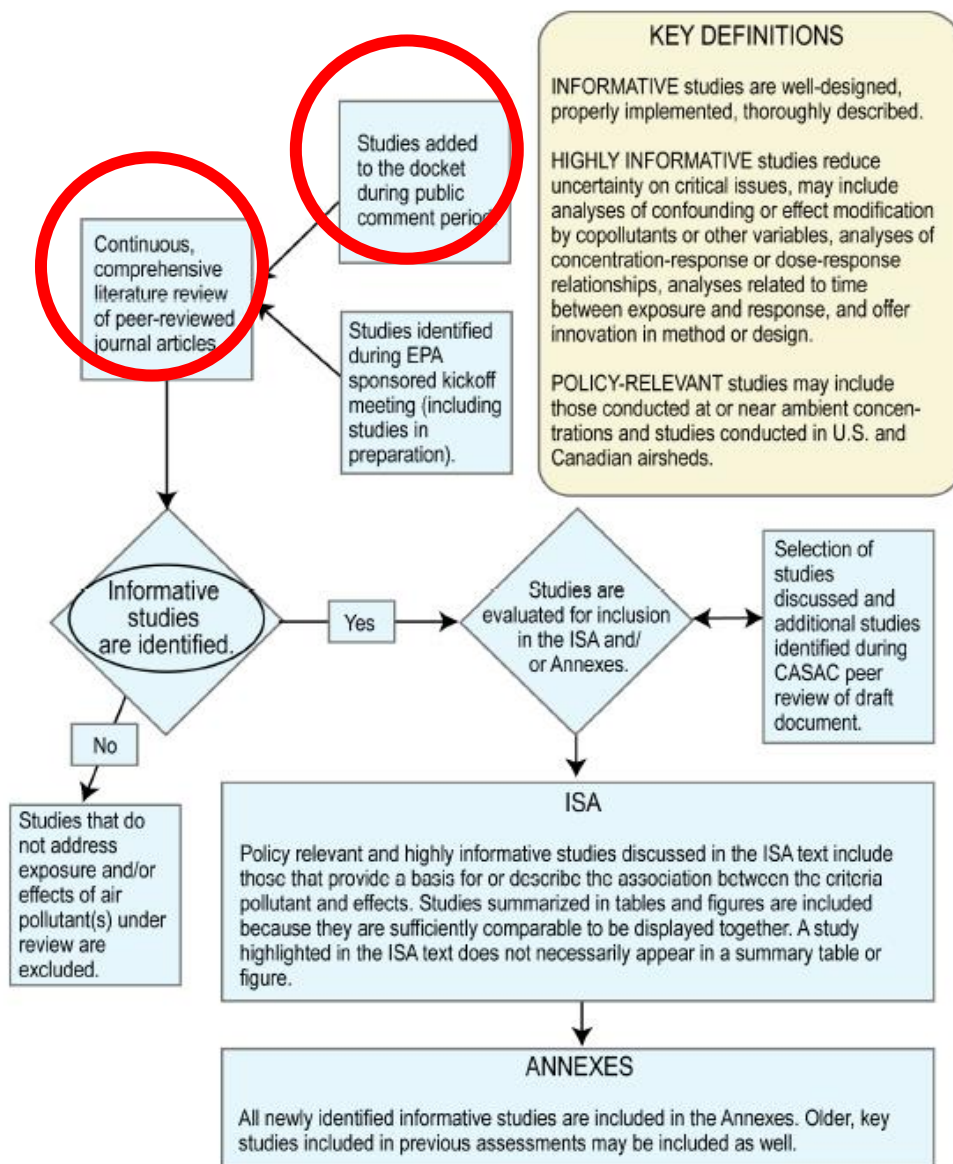 KEY DEFINITIONS
INFORMATIVE studies are well-designed,
properly implemented, thoroughly described.
HIGHLY INFORMATIVE studies reduce
uncertainty on critical issues, may include
analyses of confounding or effect modification
by copollutants or other variables, analyses of
concentration-response or dose-response
relationships, analyses related to time
between exposure and response, and offer
innovation in method or design.
POLICY-RELEVANT studies may include
those conducted at or near ambient concen-
trations and studies conducted in U.S. and
Canadian airsheds.
Studies added
to the docket
during public
comment period
Continuous,
comprehensive
literature review
of peer-reviewed
journal articles.
Studies identified
during EPA
sponsored kickoff
meeting (including
studies in
preparation).
Informative
studies
are identified.
Yes
Studies are
evaluated for inclusion
in the ISA and/
or Annexes.
Selection of
studies
discussed and
additional studies
identified during
CASAC peer
review of draft
document.
No
Studies that do
not address
exposure and/or
effects of air
pollutant(s) under
review are
excluded.
ISA
Policy relevant and highly informative studies discussed in the ISA text include
those that provide a basis for or describe the association between the criteria
pollutant and effects. Studies summarized in tables and figures are included
because they are sufficiently comparable to be displayed together. A study
highlighted in the ISA text does not necessarily appear in a summary table or
figure.
ANNEXES
All newly identified informative studies are included in the Annexes. Older, key
studies included in previous assessments may be included as well.